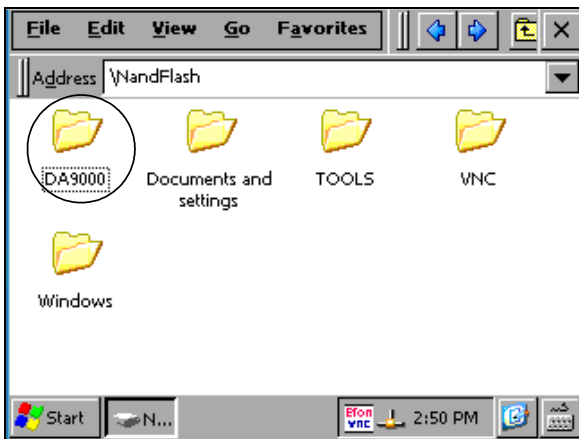 File Edit View Go Favorites
Address \NandFlash
DA9000 Documents and settings TOOLS VNC
Windows
Start N... Efon VNC 2:50 PM